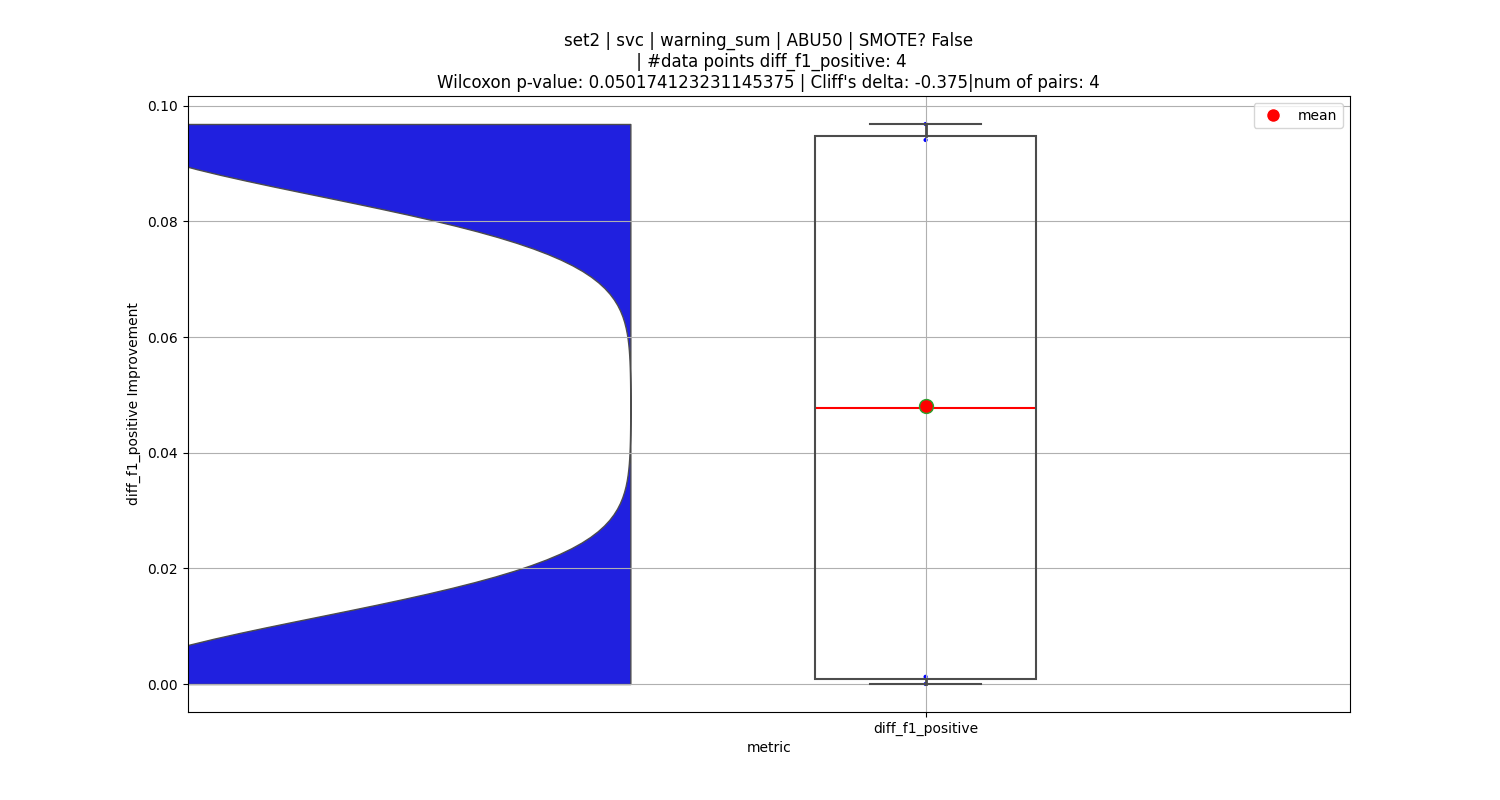 set2 | svc | warning_sum | ABU50 | SMOTE? False
| #data points diff_f1_positive: 4
Wilcoxon p-value: 0.050174123231145375 | Cliff's delta: -0.375|num of pairs: 4
mean
0.10
0.08
0.06
0.04
0.02
0.00
diff_f1_positive Improvement
diff_f1_positive
metric